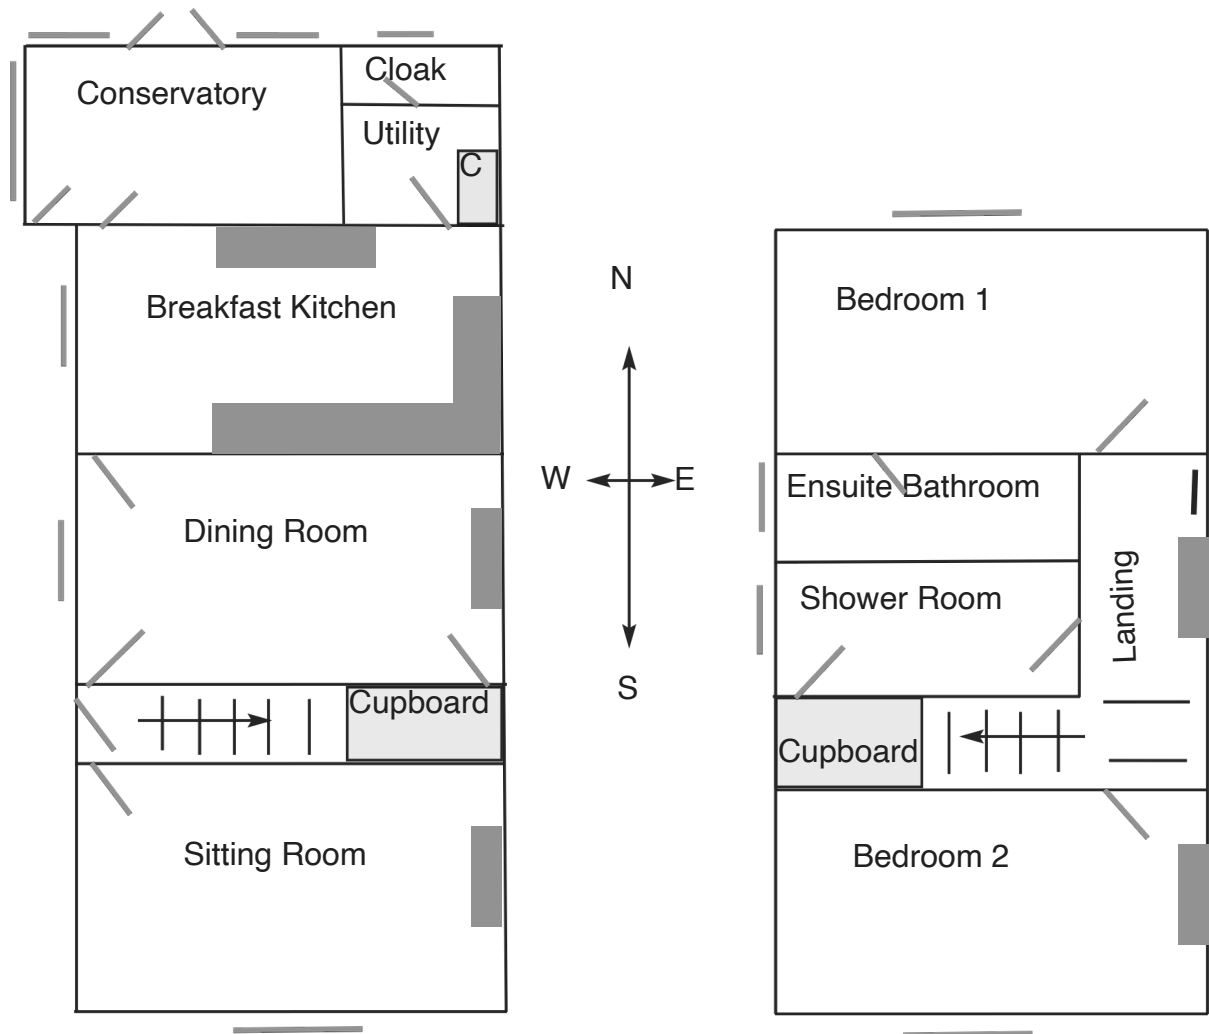 Conservatory
Cloak
Utility
C
Breakfast Kitchen
Dining Room
Cupboard
Sitting Room
N
W
E
S
Bedroom 1
Ensuite Bathroom
Shower Room
Landing
Cupboard
Bedroom 2